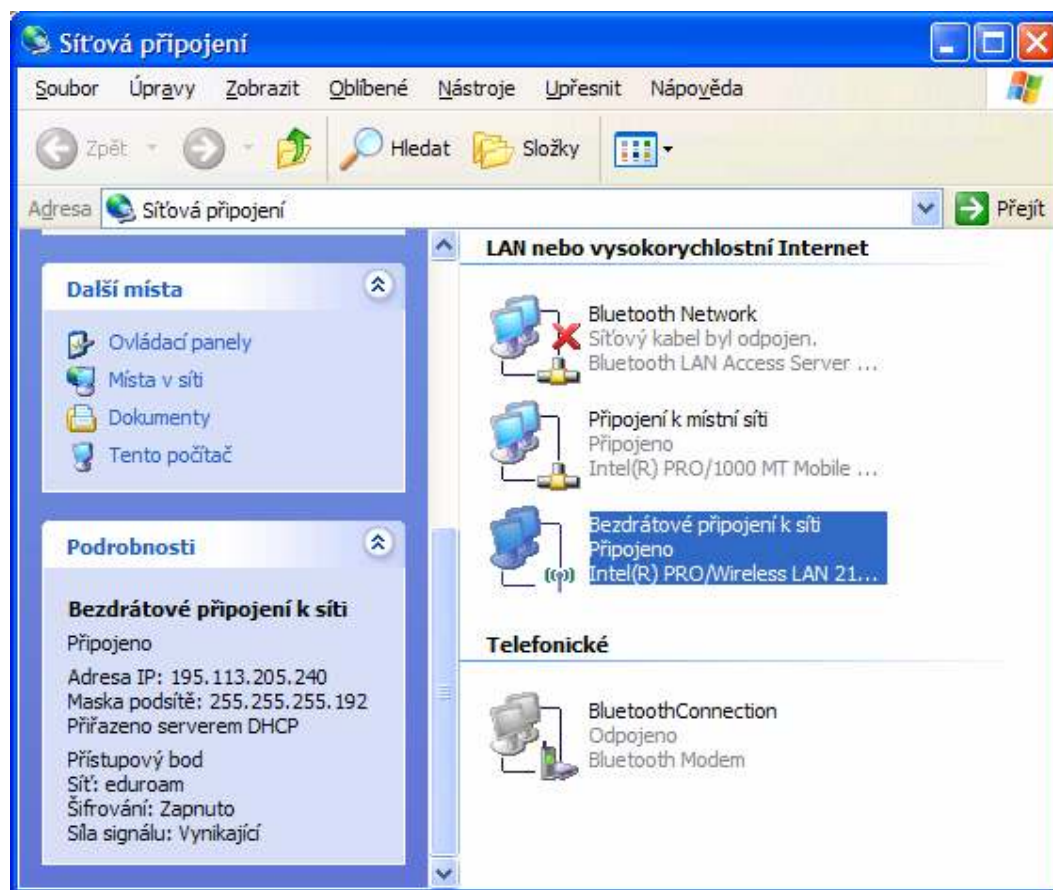 Síťová připojení
Soubor Úpravy Zobrazit Oblíbené Nástroje Upřesnit Nápověda
Zpět Hledat Složky
Adresa Síťová připojení Přejít
Další místa
Ovládací panely
Místa v síti
Dokumenty
Tento počítač
Podrobnosti
Bezdrátové připojení k síti
Připojeno
Adresa IP: 195.113.205.240
Maska podsítě: 255.255.255.192
Přiřazeno serverem DHCP
Přístupový bod
Síť: eduroam
Šifrování: Zapnuto
Síla signálu: Vynikající
LAN nebo vysokorychlostní Internet
Bluetooth Network
Síťový kabel byl odpojen.
Bluetooth LAN Access Server ...
Připojení k místní síti
Připojeno
Intel(R) PRO/1000 MT Mobile ...
Bezdrátové připojení k síti
Připojeno
Intel(R) PRO/Wireless LAN 21...
Telefonické
BluetoothConnection
Odpojeno
Bluetooth Modem